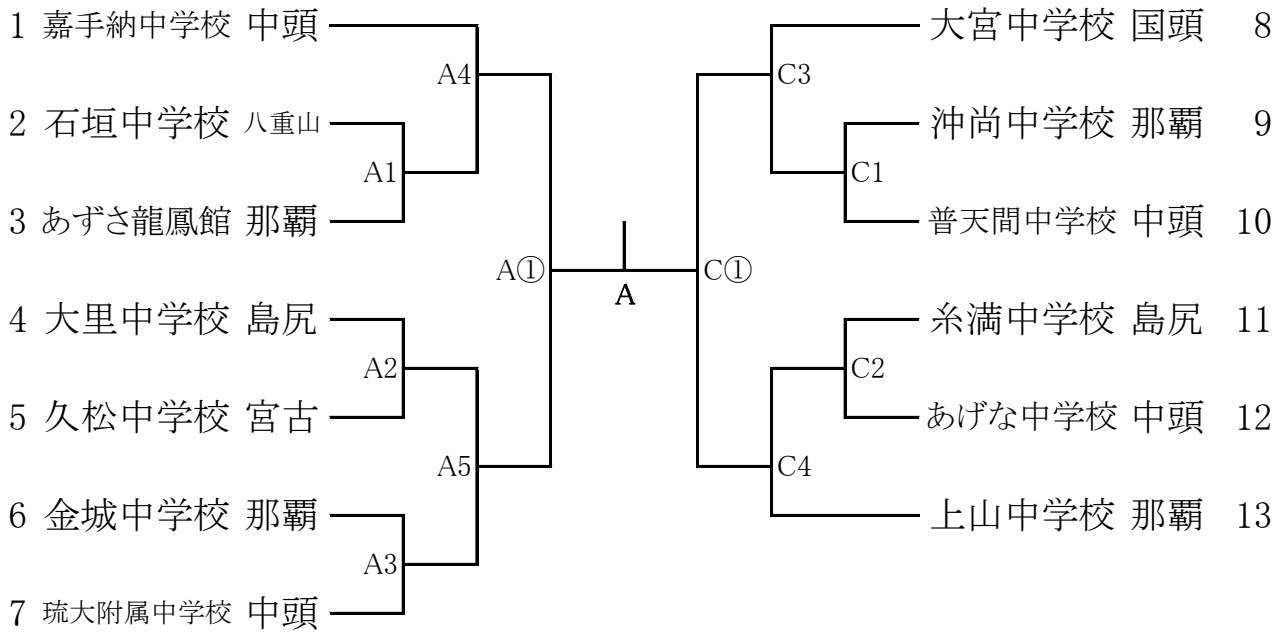 1 嘉手納中学校 中頭
A4
2 石垣中学校 八重山
A1
3 あずさ龍鳳館 那覇
A①
4 大里中学校 島尻
A2
5 久松中学校 宮古
A5
6 金城中学校 那覇
A3
7 琉大附属中学校 中頭
A
大宮中学校 国頭 8
C3
沖尚中学校 那覇 9
C1
普天間中学校 中頭 10
C①
糸満中学校 島尻 11
C2
あげな中学校 中頭 12
C4
上山中学校 那覇 13